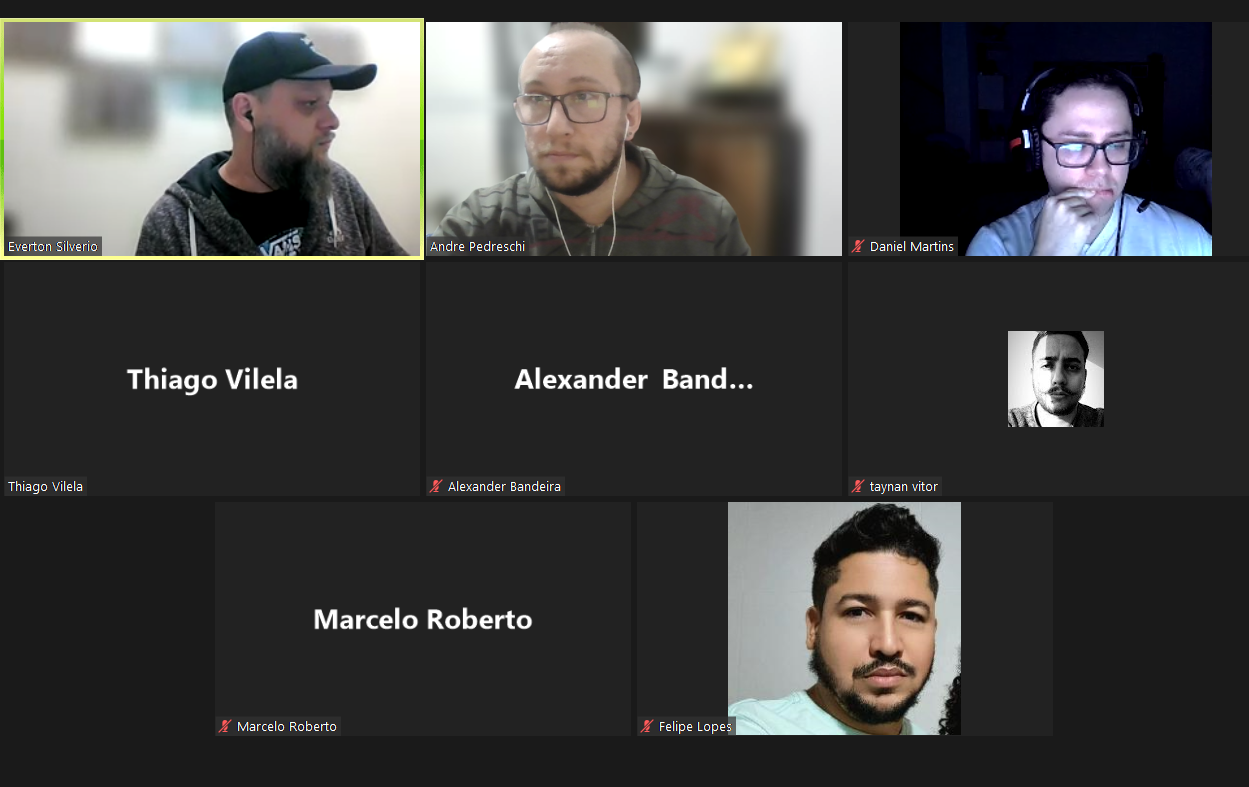 VANS
Everton Silverio
Andre Pedreschi
Daniel Martins
Thiago Vilela
Thiago Vilela
Alexander Band...
Alexander Bandeira
taynan vitor
Marcelo Roberto
Marcelo Roberto
Felipe Lopes